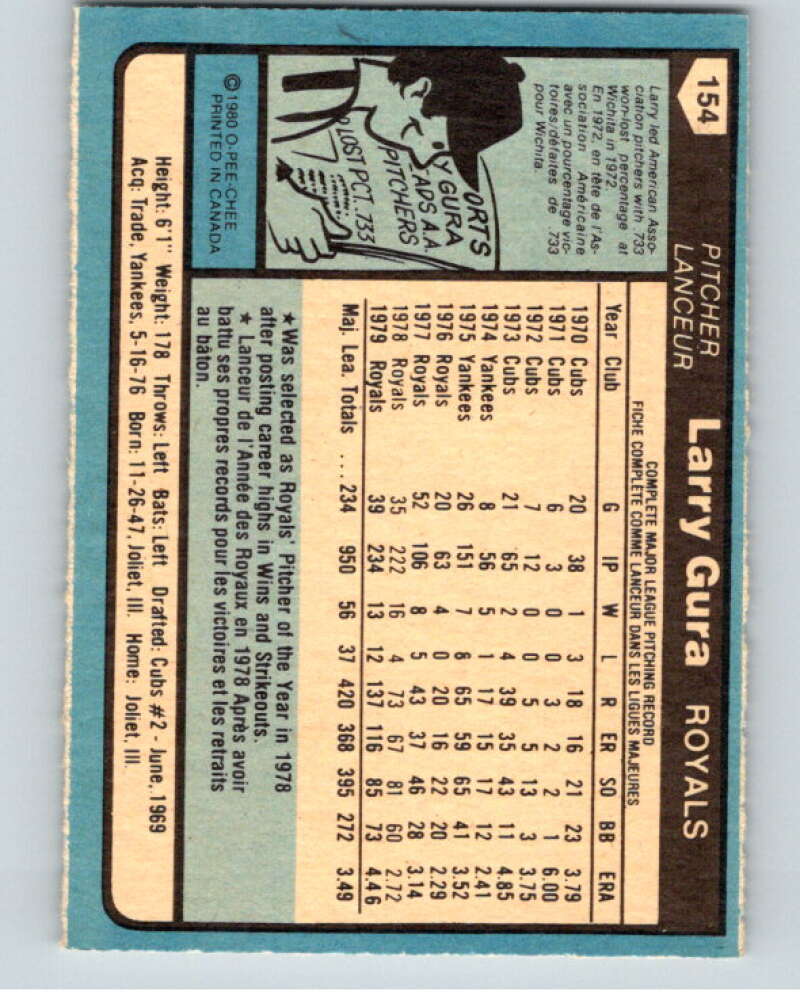 154
PITCHER
LANCEUR
Larry Gura ROYALS
Larry led American Asso-
ciation pitchers with .733
won-lost percentage at
Wichita in 1972.
En 1972, en tête de l'As-
sociation Américaine
avec un pourcentage vic-
toires/défaites de .733
pour Wichita.
ORTS
Y GURA
APS A.A.
PITCHERS
LOST PCT. .733
© 1980 O-PEE-CHEE
PRINTED IN CANADA
COMPLETE MAJOR LEAGUE PITCHING RECORD
FICHE COMPLÈTE COMME LANCEUR DANS LES LIGUES MAJEURES
Year Club G IP W L R ER SO BB ERA
1970 Cubs 20 38 1 3 18 16 21 23 3.79
1971 Cubs 6 3 0 0 3 2 2 1 6.00
1972 Cubs 7 12 0 0 5 5 13 3 3.75
1973 Cubs 21 65 2 4 39 35 43 11 4.85
1974 Yankees 8 56 5 1 17 15 17 12 2.41
1975 Yankees 26 151 7 8 65 59 65 41 3.52
1976 Royals 20 63 4 0 20 16 22 20 2.29
1977 Royals 52 106 8 5 43 37 46 28 3.14
1978 Royals 35 222 16 4 73 67 81 60 2.72
1979 Royals 39 234 13 12 137 116 85 73 4.46
Maj. Lea. Totals ... 234 950 56 37 420 368 395 272 3.49
★ Was selected as Royals' Pitcher of the Year in 1978
after posting career highs in Wins and Strikeouts.
★ Lanceur de l'Année des Royaux en 1978 Après avoir
battu ses propres records pour les victoires et les retraits
au bâton.
Height: 6'1" Weight: 178 Throws: Left Bats: Left Drafted: Cubs #2 - June, 1969
Acq: Trade, Yankees, 5-16-76 Born: 11-26-47, Joliet, Ill. Home: Joliet, Ill.